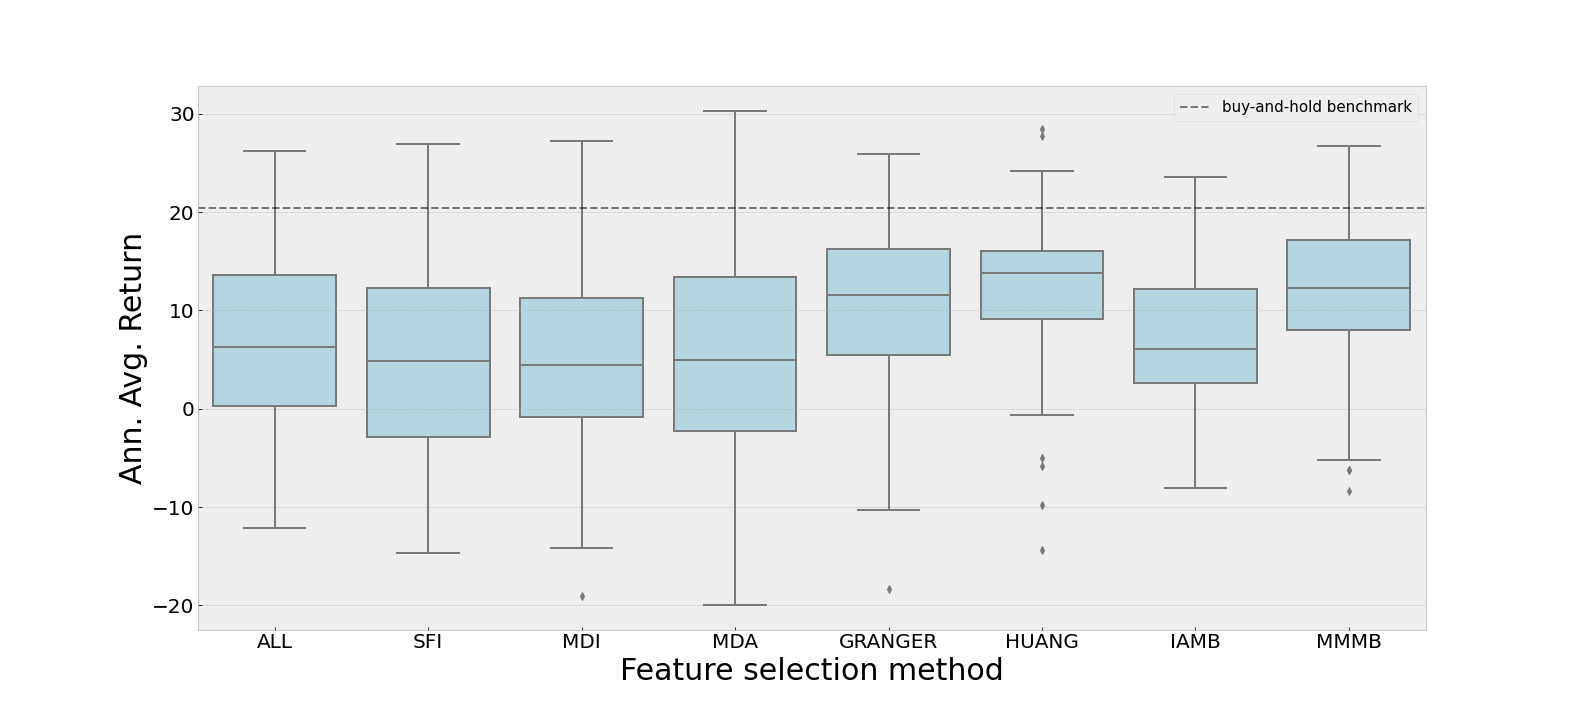 buy-and-hold benchmark
Ann. Avg. Return
30
20
10
0
−10
−20
ALL SFI MDI MDA GRANGER HUANG IAMB MMMB
Feature selection method